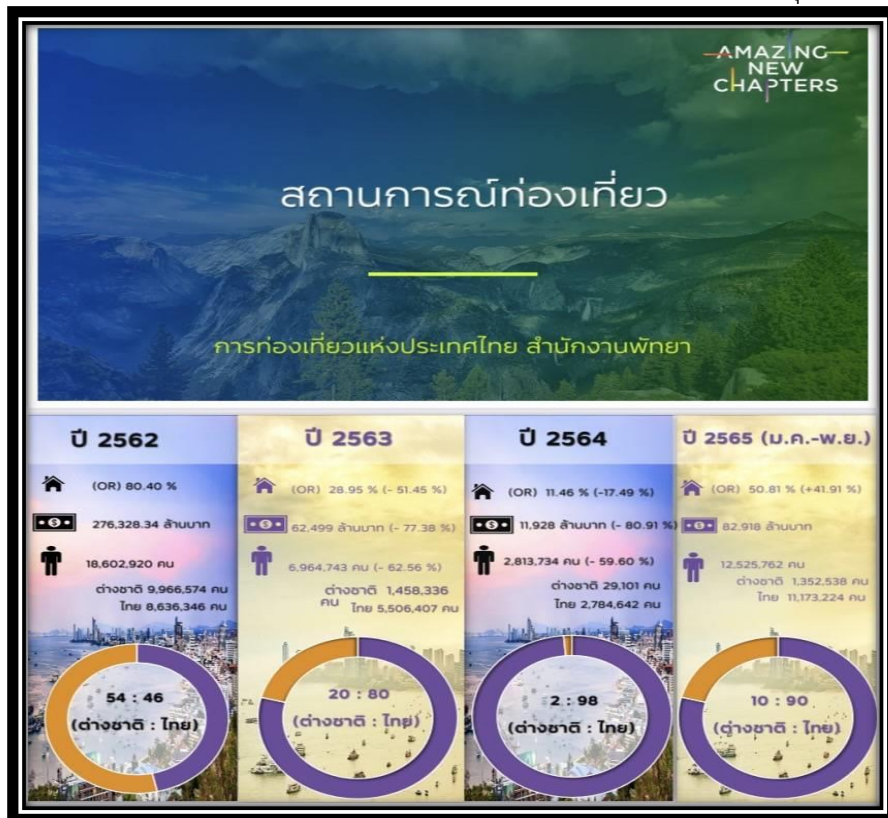 AMAZING
NEW
CHAPTERS
สถานการณ์ท่องเที่ยว
การท่องเที่ยวแห่งประเทศไทย สำนักงานพัทยา
ปี 2562
(OR) 80.40 %
276,328.34 ล้านบาท
18,602,920 คน
ต่างชาติ 9,966,574 คน
ไทย 8,636,346 คน
54 : 46
(ต่างชาติ : ไทย)
ปี 2563
(OR) 28.95 % (- 51.45 %)
62,499 ล้านบาท (- 77.38 %)
6,964,743 คน (- 62.56 %)
ต่างชาติ 1,458,336
คน ไทย 5,506,407 คน
20 : 80
(ต่างชาติ : ไทย)
ปี 2564
(OR) 11.46 % (-17.49 %)
11,928 ล้านบาท (- 80.91 %)
2,813,734 คน (- 59.60 %)
ต่างชาติ 29,101 คน
ไทย 2,784,642 คน
2 : 98
(ต่างชาติ : ไทย)
ปี 2565 (ม.ค.-พ.ย.)
(OR) 50.81 % (+41.91 %)
82,918 ล้านบาท
12,525,762 คน
ต่างชาติ 1,352,538 คน
ไทย 11,173,224 คน
10 : 90
(ต่างชาติ : ไทย)